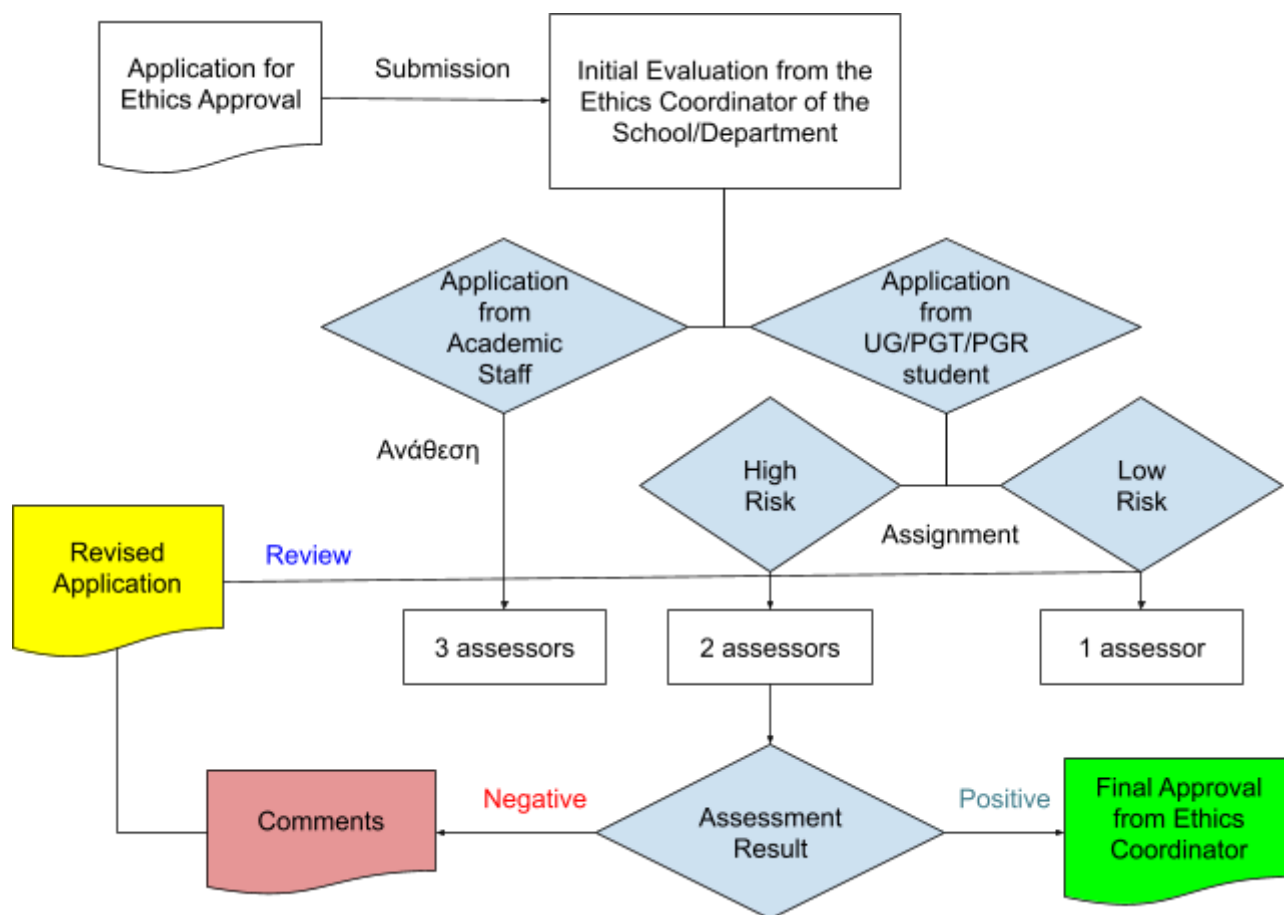 Application for
Ethics Approval
Submission
Initial Evaluation from the
Ethics Coordinator of the
School/Department
Application
from
Academic
Staff
Application
from
UG/PGT/PGR
student
Ανάθεση
High
Risk
Low
Risk
Assignment
Revised
Application
Review
3 assessors
2 assessors
1 assessor
Comments
Negative
Assessment
Result
Positive
Final Approval
from Ethics
Coordinator